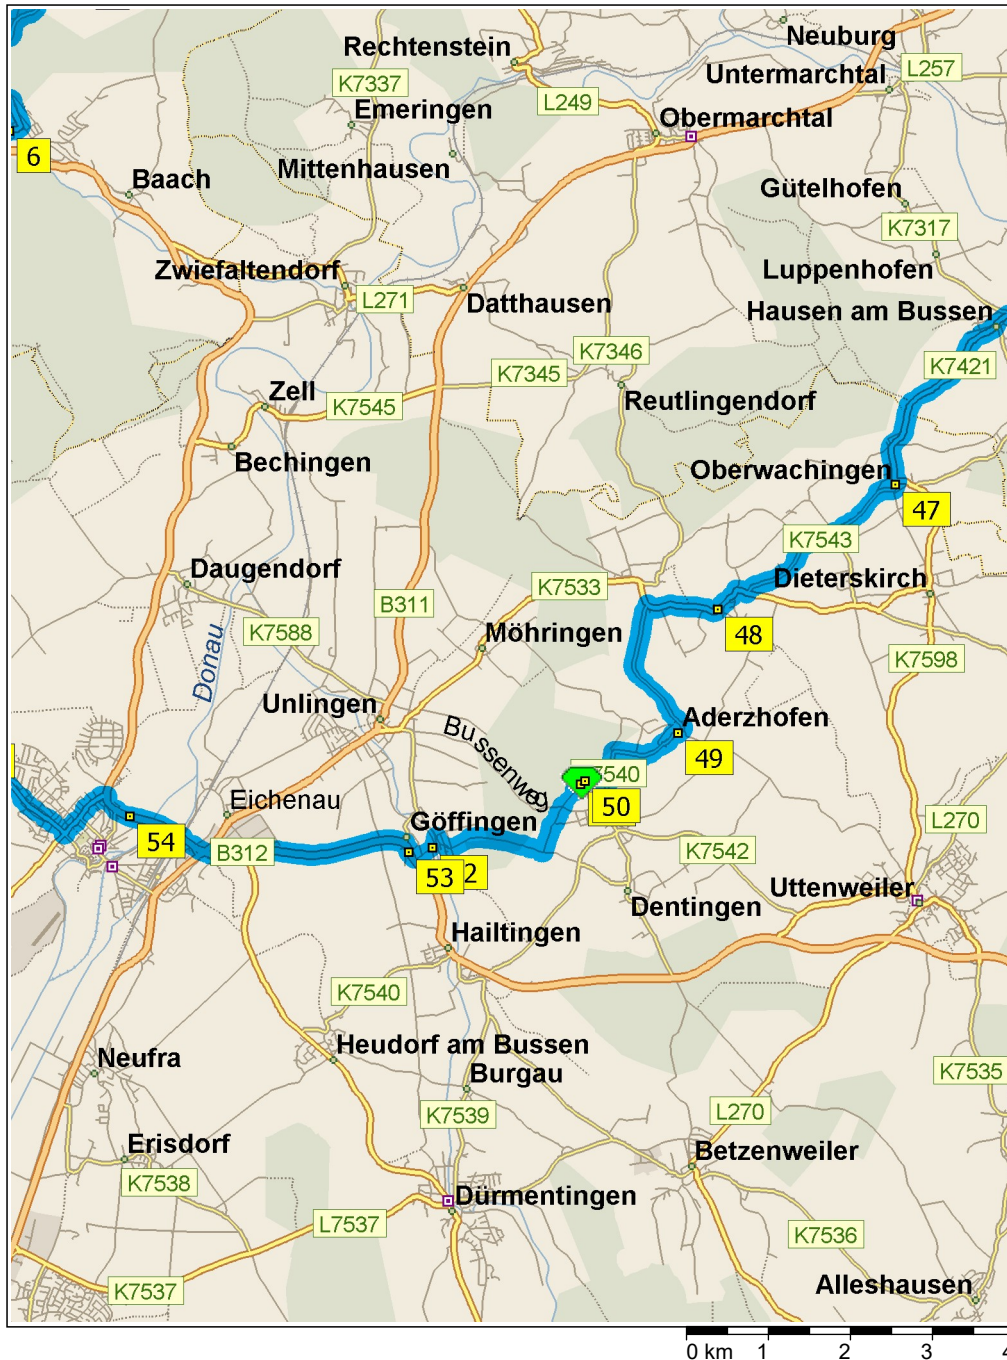 Neuburg
Rechtenstein
L257
Untermarchtal
K7337
L249
Emeringen
Obermarchtal
6
Mittenhausen
Baach
Gütelhofen
K7317
Zwiefaltendorf
Luppenhofen
L271
Datthausen
Hausen am Bussen
K7346
K7421
K7345
Zell
K7545
Reutlingendorf
Bechingen
Oberwachingen
47
K7543
Daugendorf
K7533
Dieterskirch
B311
K7588
Möhringen
48
Donau
K7598
Unlingen
Aderzhofen
Bussenweg
49
7540
Eichenau
50
Göffingen
L270
54
B312
K7542
53
2
Uttenweiler
Dentingen
Hailtingen
K7540
Heudorf am Bussen
Neufra
Burgau
K7535
K7539
L270
Erisdorf
Betzenweiler
K7538
Dürmentingen
L7537
K7536
K7537
Alleshausen
0 km 1 2 3 4